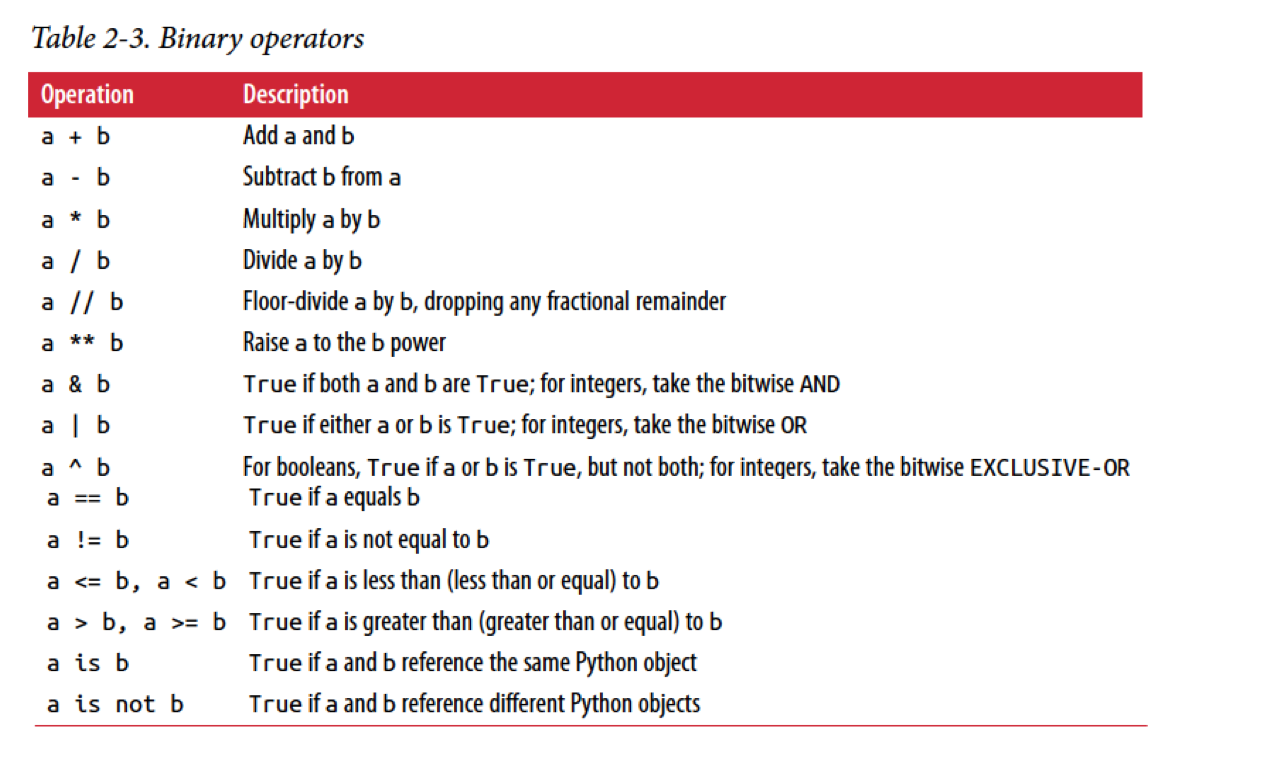 Table 2-3. Binary operators
Operation Description
a + b Add a and b
a - b Subtract b from a
a * b Multiply a by b
a / b Divide a by b
a // b Floor-divide a by b, dropping any fractional remainder
a ** b Raise a to the b power
a & b True if both a and b are True; for integers, take the bitwise AND
a | b True if either a or b is True; for integers, take the bitwise OR
a ^ b For booleans, True if a or b is True, but not both; for integers, take the bitwise EXCLUSIVE-OR
a == b True if a equals b
a != b True if a is not equal to b
a <= b, a < b True if a is less than (less than or equal) to b
a > b, a >= b True if a is greater than (greater than or equal) to b
a is b True if a and b reference the same Python object
a is not b True if a and b reference different Python objects